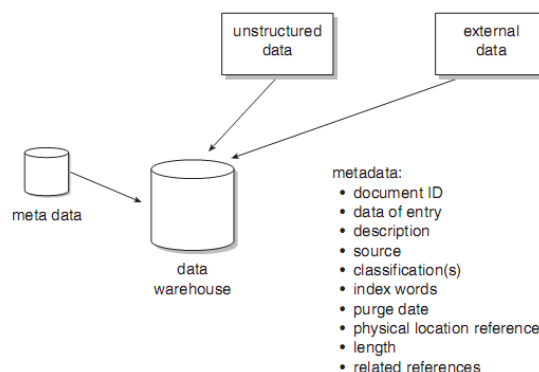 unstructured
data
external
data
meta data
data
warehouse
metadata:
• document ID
• data of entry
• description
• source
• classification(s)
• index words
• purge date
• physical location reference
• length
• related references